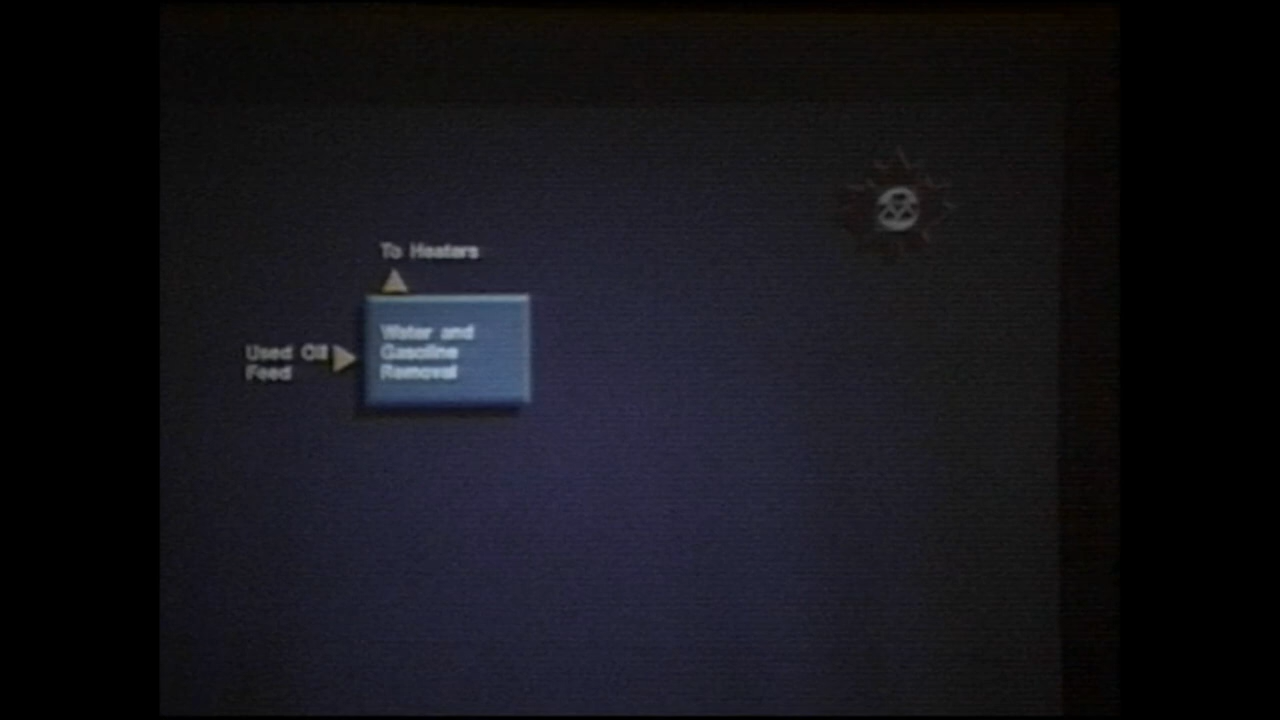 To Heaters
Water and
Gasoline
Removal
Used Oil
Feed